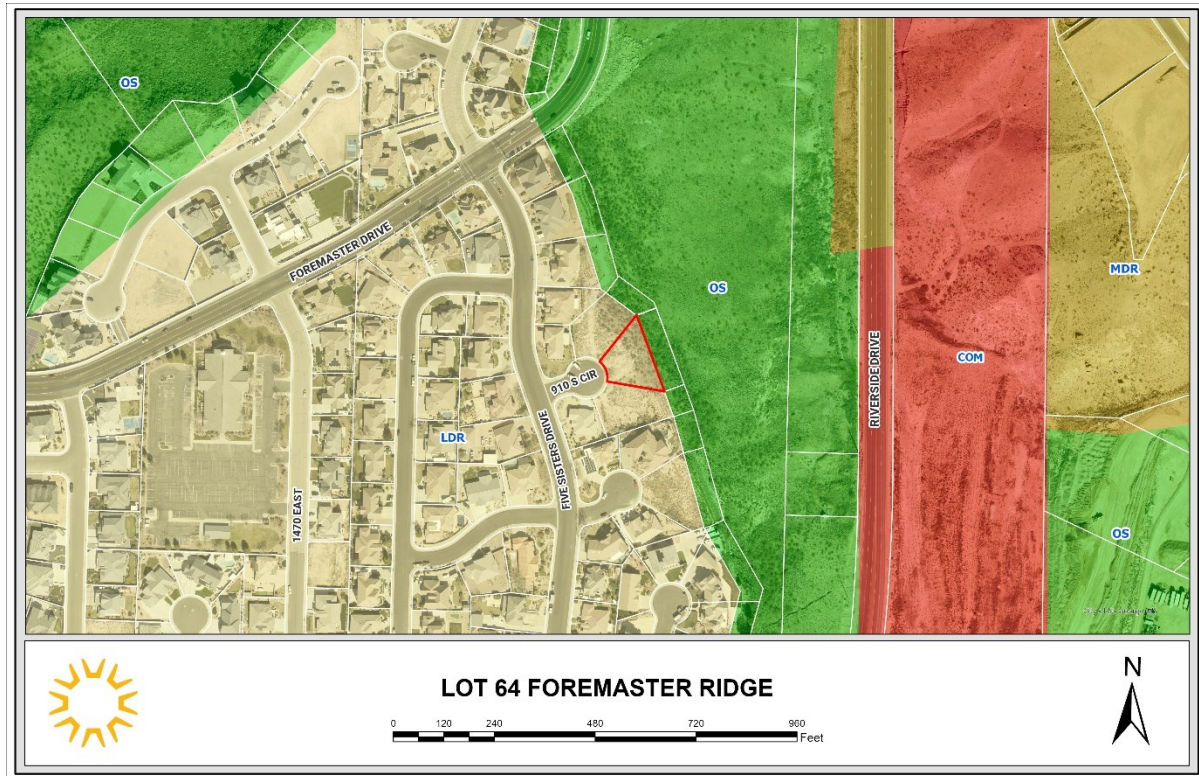 OS
FOREMASTER DRIVE
OS
MDR
RIVERSIDE DRIVE
COM
910 S CIR
LDR
FIVE SISTERS DRIVE
1470 EAST
OS
LOT 64 FOREMASTER RIDGE
N
0 120 240 480 720 960
Feet